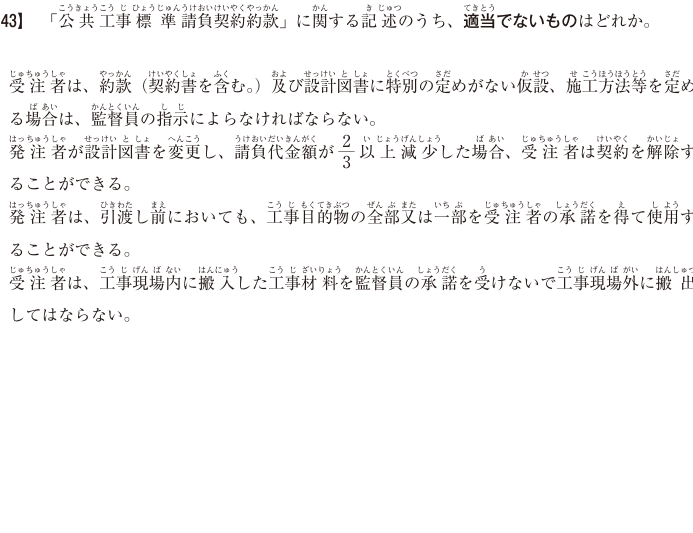 43】 「公共工事標準請負契約約款」に関する記述のうち、適当でないものはどれか。
受注者は、約款（契約書を含む。）及び設計図書に特別の定めがない仮設、施工方法等を定め
る場合は、監督員の指示によらなければならない。
発注者が設計図書を変更し、請負代金額が2/3以上減少した場合、受注者は契約を解除す
ることができる。
発注者は、引渡し前においても、工事目的物の全部又は一部を受注者の承諾を得て使用す
ることができる。
受注者は、工事現場内に搬入した工事材料を監督員の承諾を受けないで工事現場外に搬出
してはならない。